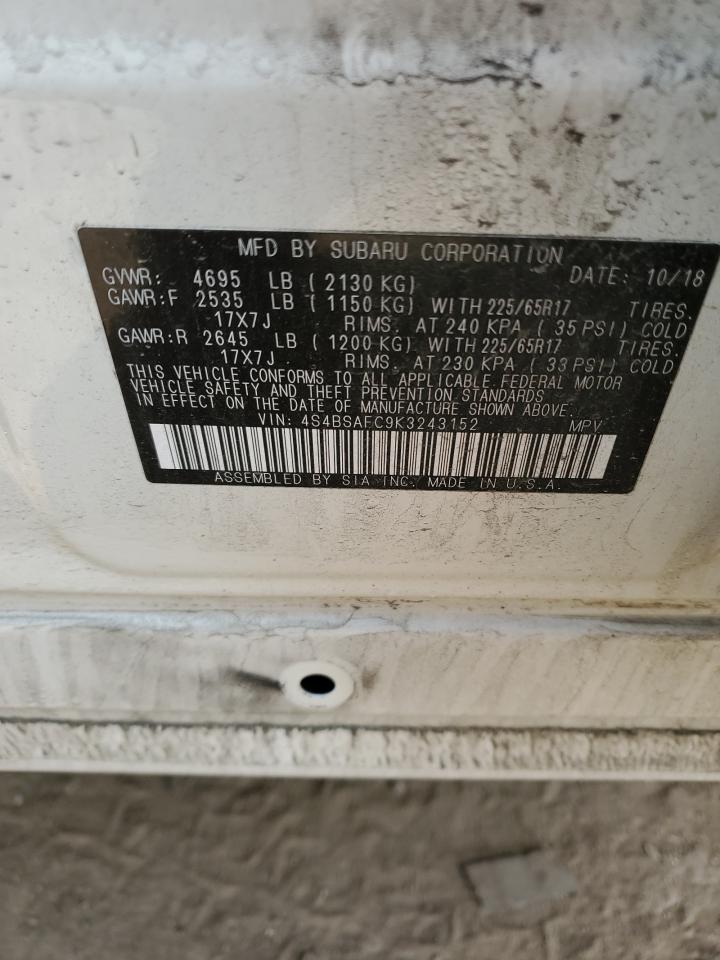 MFD BY SUBARU CORPORATION
GVWR: 4695 LB ( 2130 KG) DATE: 10/18
GAWR:F 2535 LB ( 1150 KG) WITH 225/65R17 TIRES.
17X7J RIMS. AT 240 KPA ( 35 PSI) COLD
GAWR:R 2645 LB ( 1200 KG) WITH 225/65R17 TIRES.
17X7J RIMS. AT 230 KPA ( 33 PSI) COLD
THIS VEHICLE CONFORMS TO ALL APPLICABLE FEDERAL MOTOR
VEHICLE SAFETY AND THEFT PREVENTION STANDARDS
IN EFFECT ON THE DATE OF MANUFACTURE SHOWN ABOVE.
VIN: 4S4BSAFC9K3243152 MPV
ASSEMBLED BY SIA INC. MADE IN U.S.A.